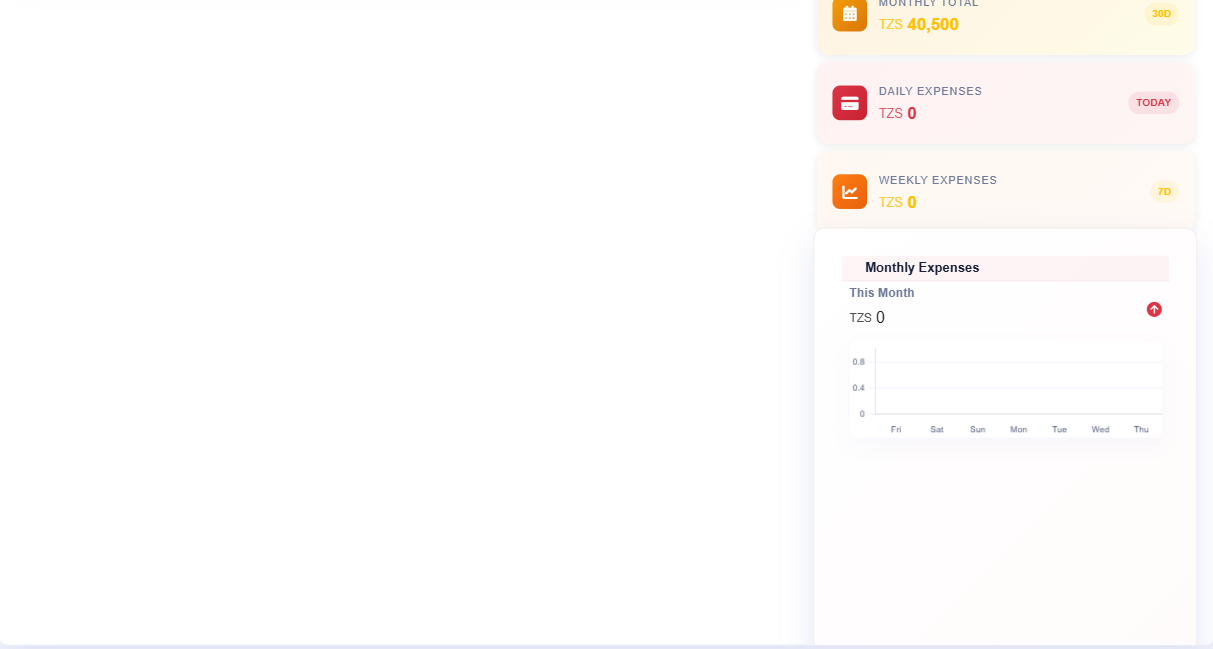 MONTHLY TOTAL
TZS 40,500
30D
DAILY EXPENSES
TZS 0
TODAY
WEEKLY EXPENSES
TZS 0
7D
Monthly Expenses
This Month
TZS 0
0.8
0.4
0
Fri Sat Sun Mon Tue Wed Thu